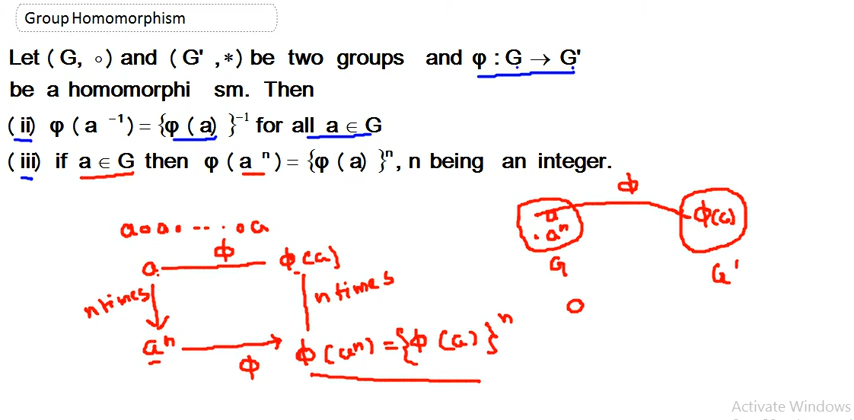 Group Homomorphism
Let ( G, ∘) and ( G' ,*) be two groups and φ : G → G'
be a homomorphi sm. Then
( ii) φ ( a ⁻¹) = {φ ( a) }⁻¹ for all a ∈ G
( iii) if a ∈ G then φ ( a ⁿ) = {φ ( a) }ⁿ, n being an integer.
a∘a∘.....∘a
ϕ
a ϕ(a)
n times n times
aⁿ ϕ ϕ(aⁿ) = {ϕ(a)}ⁿ
ϕ
a ϕ(a)
.aⁿ
G G'
Activate Windows